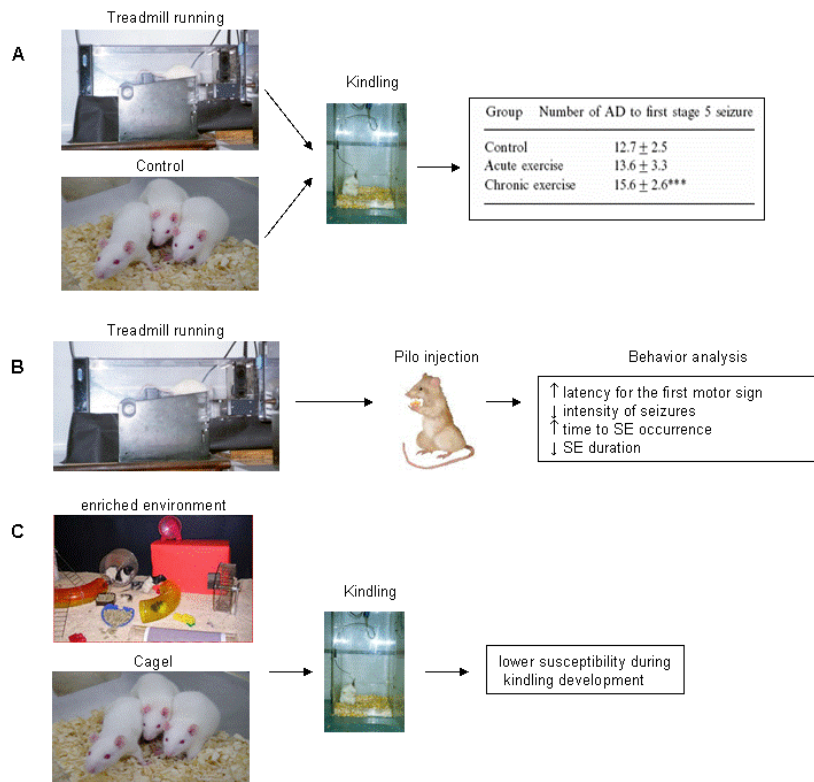 Treadmill running
A
Kindling
Group Number of AD to first stage 5 seizure
Control 12.7 ± 2.5
Acute exercise 13.6 ± 3.3
Chronic exercise 15.6 ± 2.6***
Control
Treadmill running
B
Pilo injection
Behavior analysis
↑ latency for the first motor sign
↓ intensity of seizures
↑ time to SE occurrence
↓ SE duration
enriched environment
C
Kindling
Cagel
lower susceptibility during
kindling development